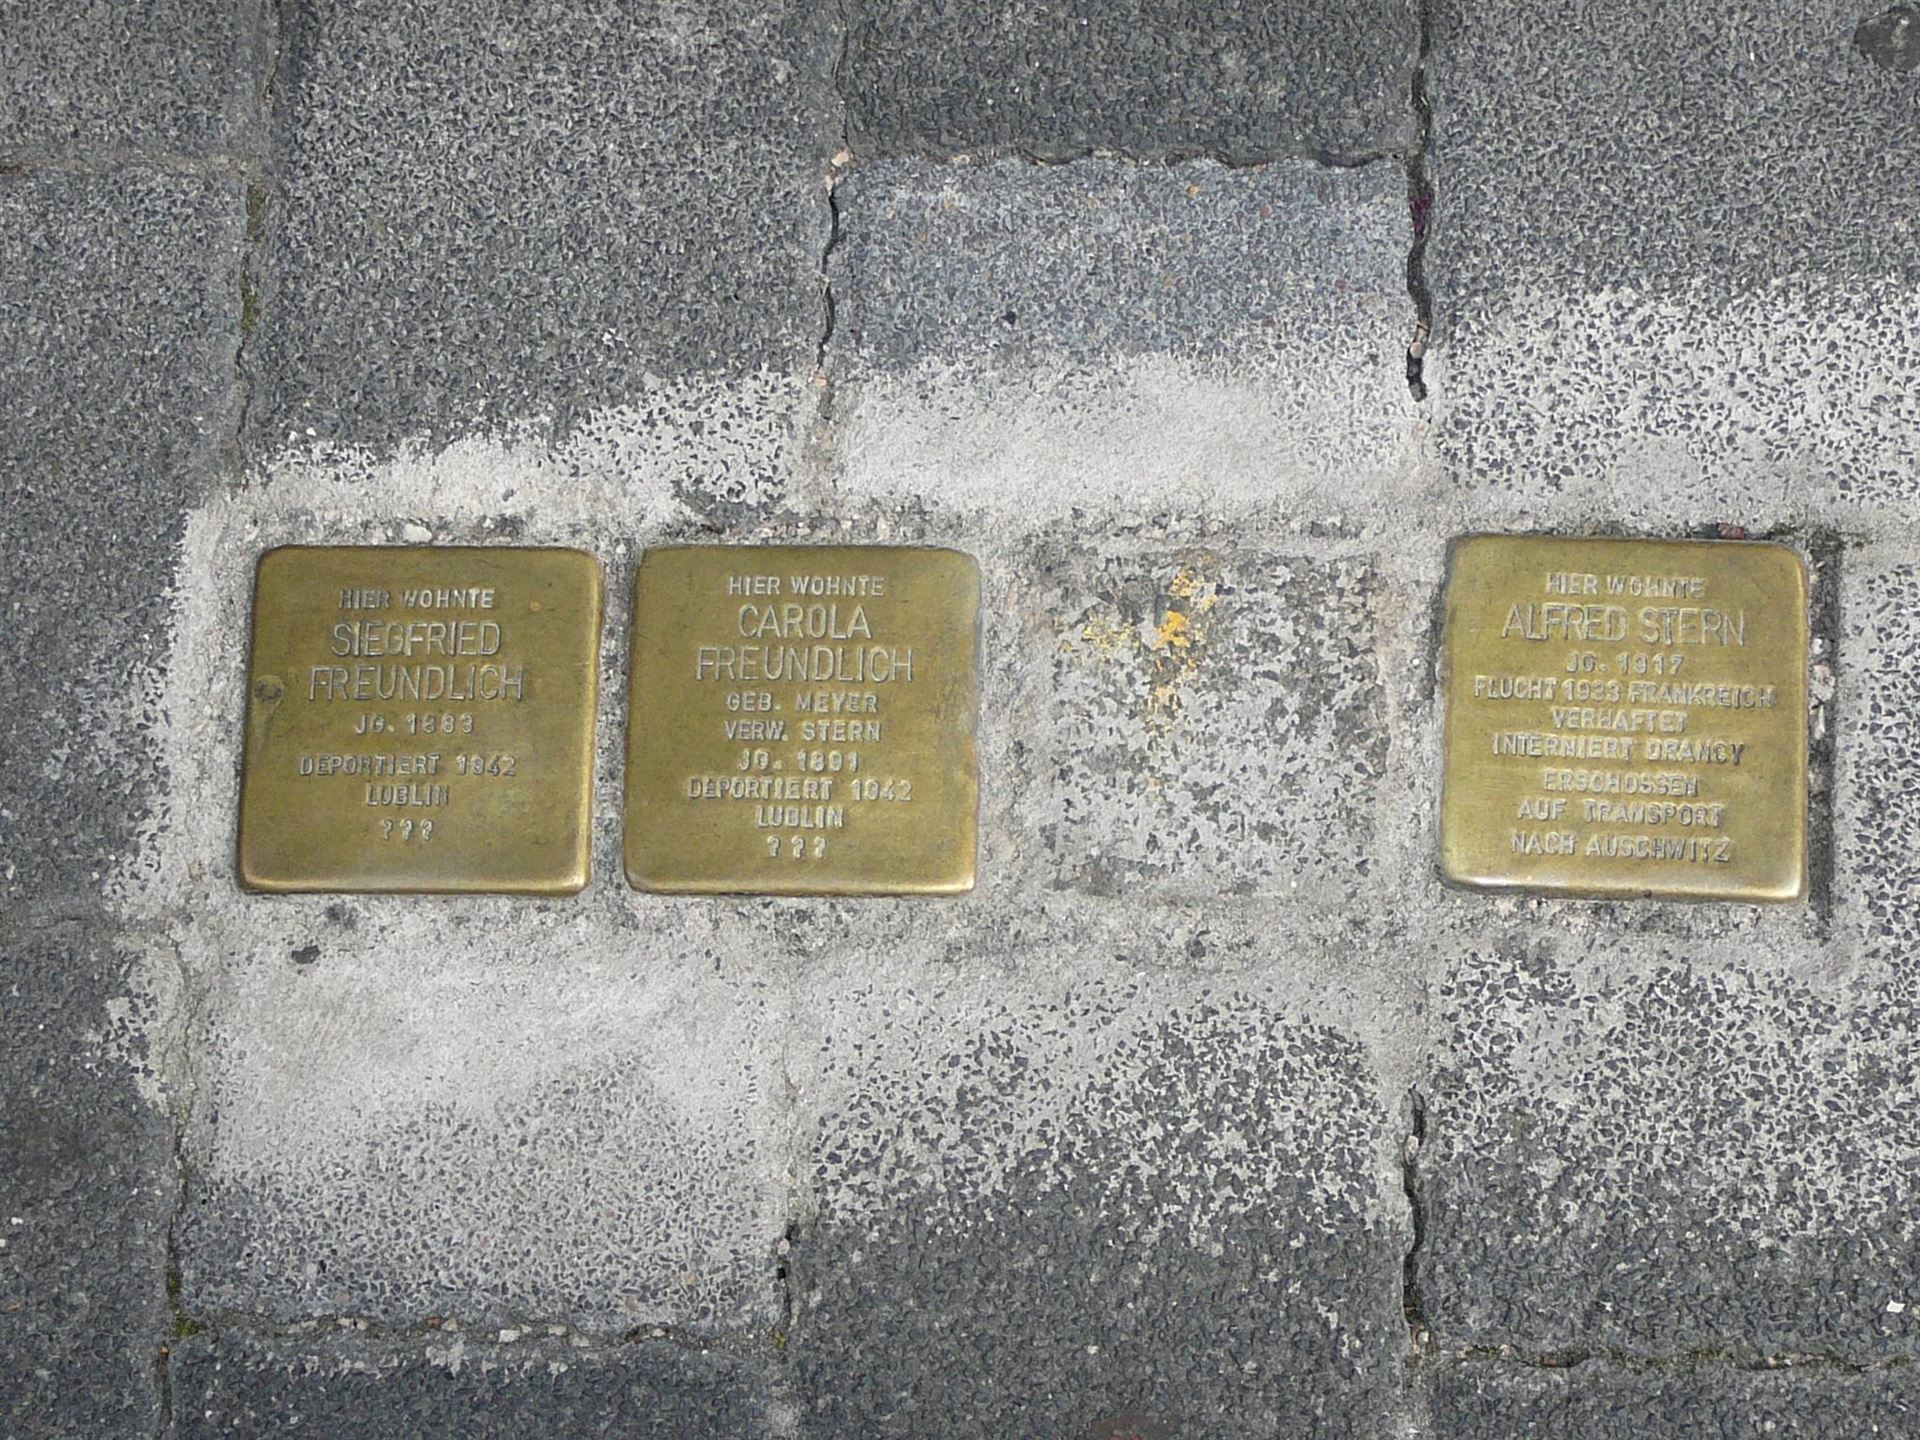 HIER WOHNTE
SIEGFRIED
FREUNDLICH
JG. 1883
DEPORTIERT 1942
LUBLIN
???
HIER WOHNTE
CAROLA
FREUNDLICH
GEB. MEYER
VERW. STERN
JG. 1891
DEPORTIERT 1942
LUBLIN
???
HIER WOHNTE
ALFRED STERN
JG. 1917
FLUCHT 1933 FRANKREICH
VERHAFTET
INTERNIERT DRANCY
ERSCHOSSEN
AUF TRANSPORT
NACH AUSCHWITZ